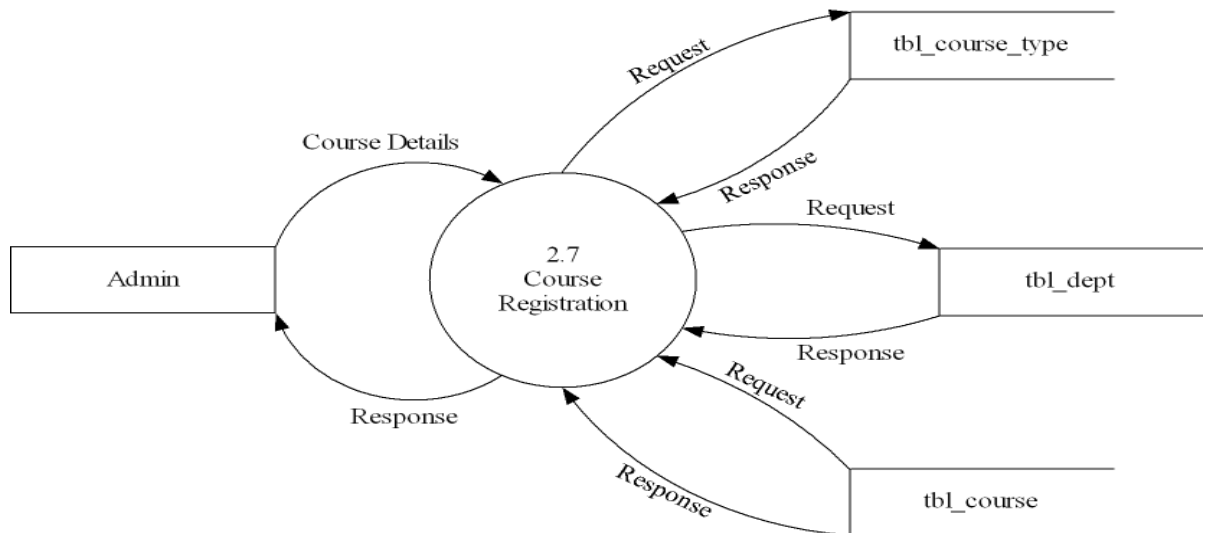 Request
tbl_course_type
Course Details
Response
Request
2.7
Course
Registration
Admin
tbl_dept
Response
Request
Response
Response
tbl_course